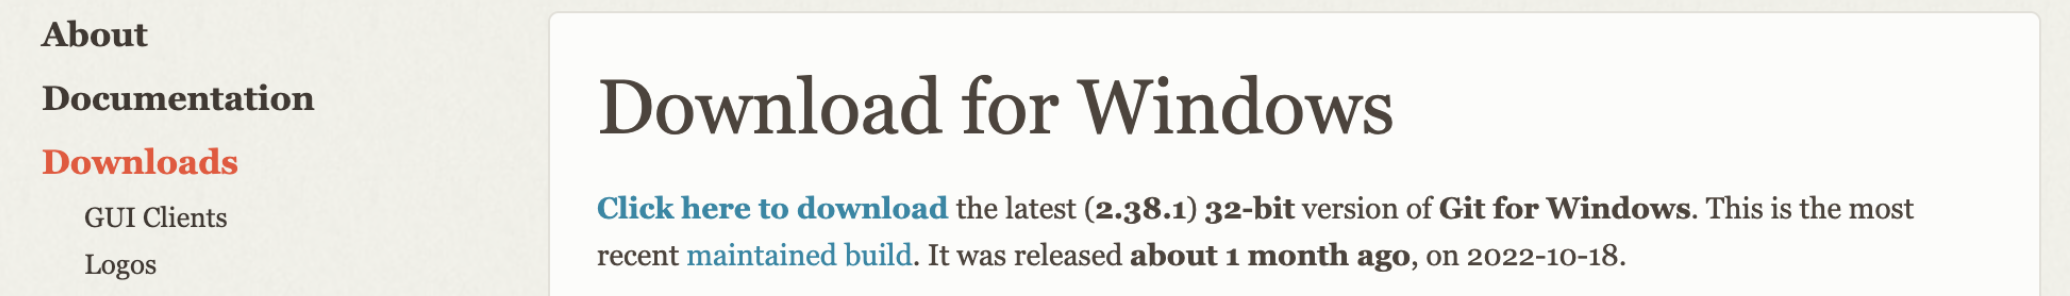 About
Documentation
Downloads
GUI Clients
Logos
Download for Windows
Click here to download the latest (2.38.1) 32-bit version of Git for Windows. This is the most
recent maintained build. It was released about 1 month ago, on 2022-10-18.